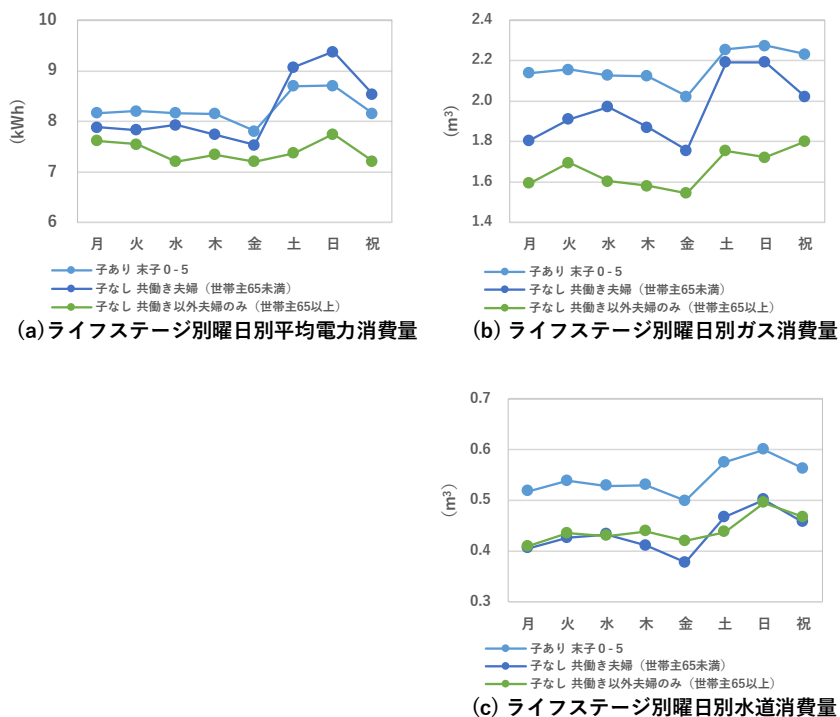 10
9
8
7
6
(kWh)
月 火 水 木 金 土 日 祝
子あり 末子０-５
子なし 共働き夫婦（世帯主65未満）
子なし 共働き以外夫婦のみ（世帯主65以上）
(a)ライフステージ別曜日別平均電力消費量
2.4
2.2
2.0
1.8
1.6
1.4
(m³)
月 火 水 木 金 土 日 祝
子あり 末子０-５
子なし 共働き夫婦（世帯主65未満）
子なし 共働き以外夫婦のみ（世帯主65以上）
(b) ライフステージ別曜日別ガス消費量
0.7
0.6
0.5
0.4
0.3
(m³)
月 火 水 木 金 土 日 祝
子あり 末子０-５
子なし 共働き夫婦（世帯主65未満）
子なし 共働き以外夫婦のみ（世帯主65以上）
(c) ライフステージ別曜日別水道消費量